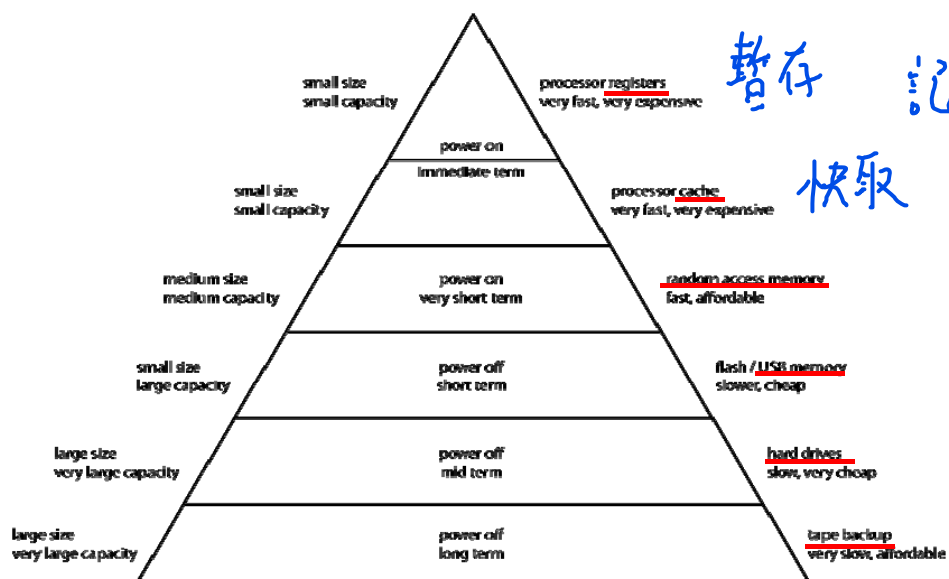 small size
small capacity
processor registers
very fast, very expensive
暫存
記
power on
immediate term
small size
small capacity
processor cache
very fast, very expensive
快取
medium size
medium capacity
power on
very short term
random access memory
fast, affordable
small size
large capacity
power off
short term
flash / USB memory
slower, cheap
large size
very large capacity
power off
mid term
hard drives
slow, very cheap
large size
very large capacity
power off
long term
tape backup
very slow, affordable